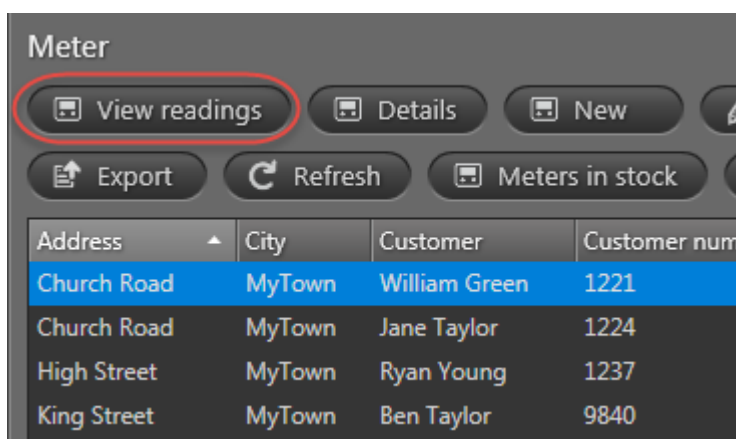 Meter
View readings Details New
Export Refresh Meters in stock
Address City Customer Customer num
Church Road MyTown William Green 1221
Church Road MyTown Jane Taylor 1224
High Street MyTown Ryan Young 1237
King Street MyTown Ben Taylor 9840